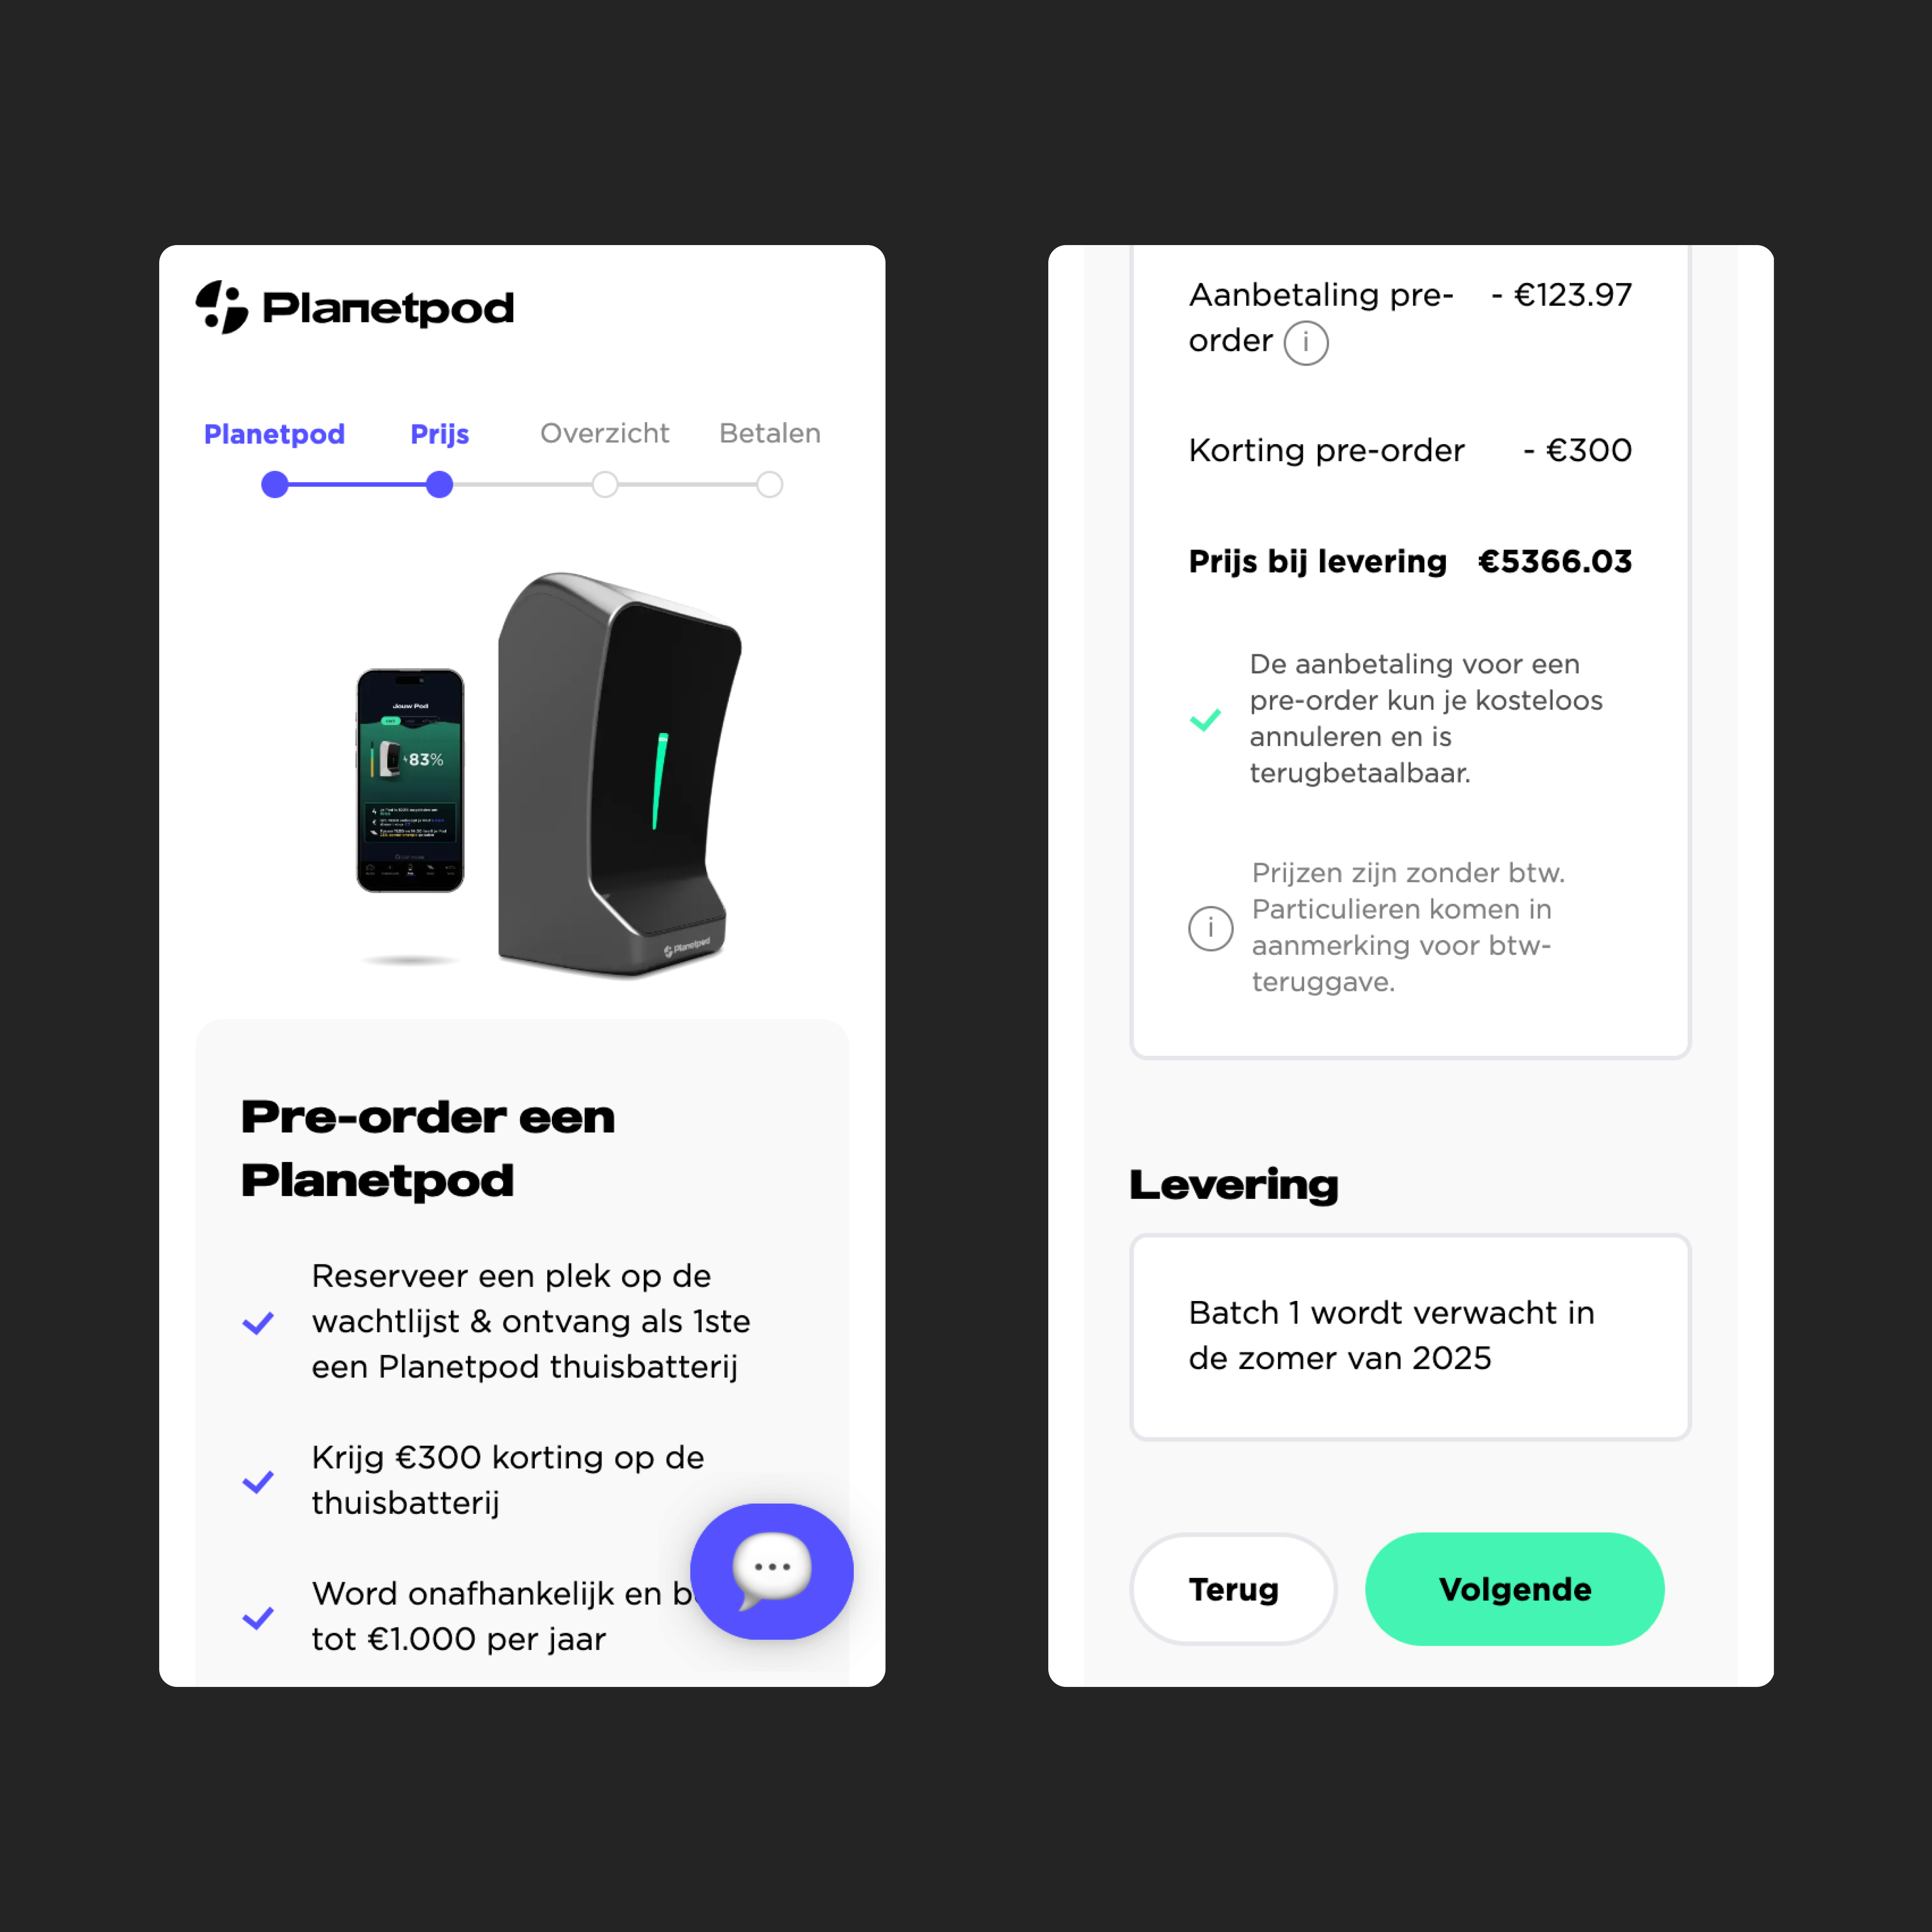 Planetpod
Planetpod
Prijs
Overzicht
Betalen
Jouw Pod
83%
Planetpod
Pre-order een
Planetpod
Reserveer een plek op de
wachtlijst & ontvang als 1ste
een Planetpod thuisbatterij
Krijg €300 korting op de
thuisbatterij
Word onafhankelijk en
tot €1.000 per jaar
Aanbetaling pre- - €123.97
order i
Korting pre-order - €300
Prijs bij levering €5366.03
De aanbetaling voor een
pre-order kun je kosteloos
annuleren en is
terugbetaalbaar.
i
Prijzen zijn zonder btw.
Particulieren komen in
aanmerking voor btw-
teruggave.
Levering
Batch 1 wordt verwacht in
de zomer van 2025
Terug
Volgende